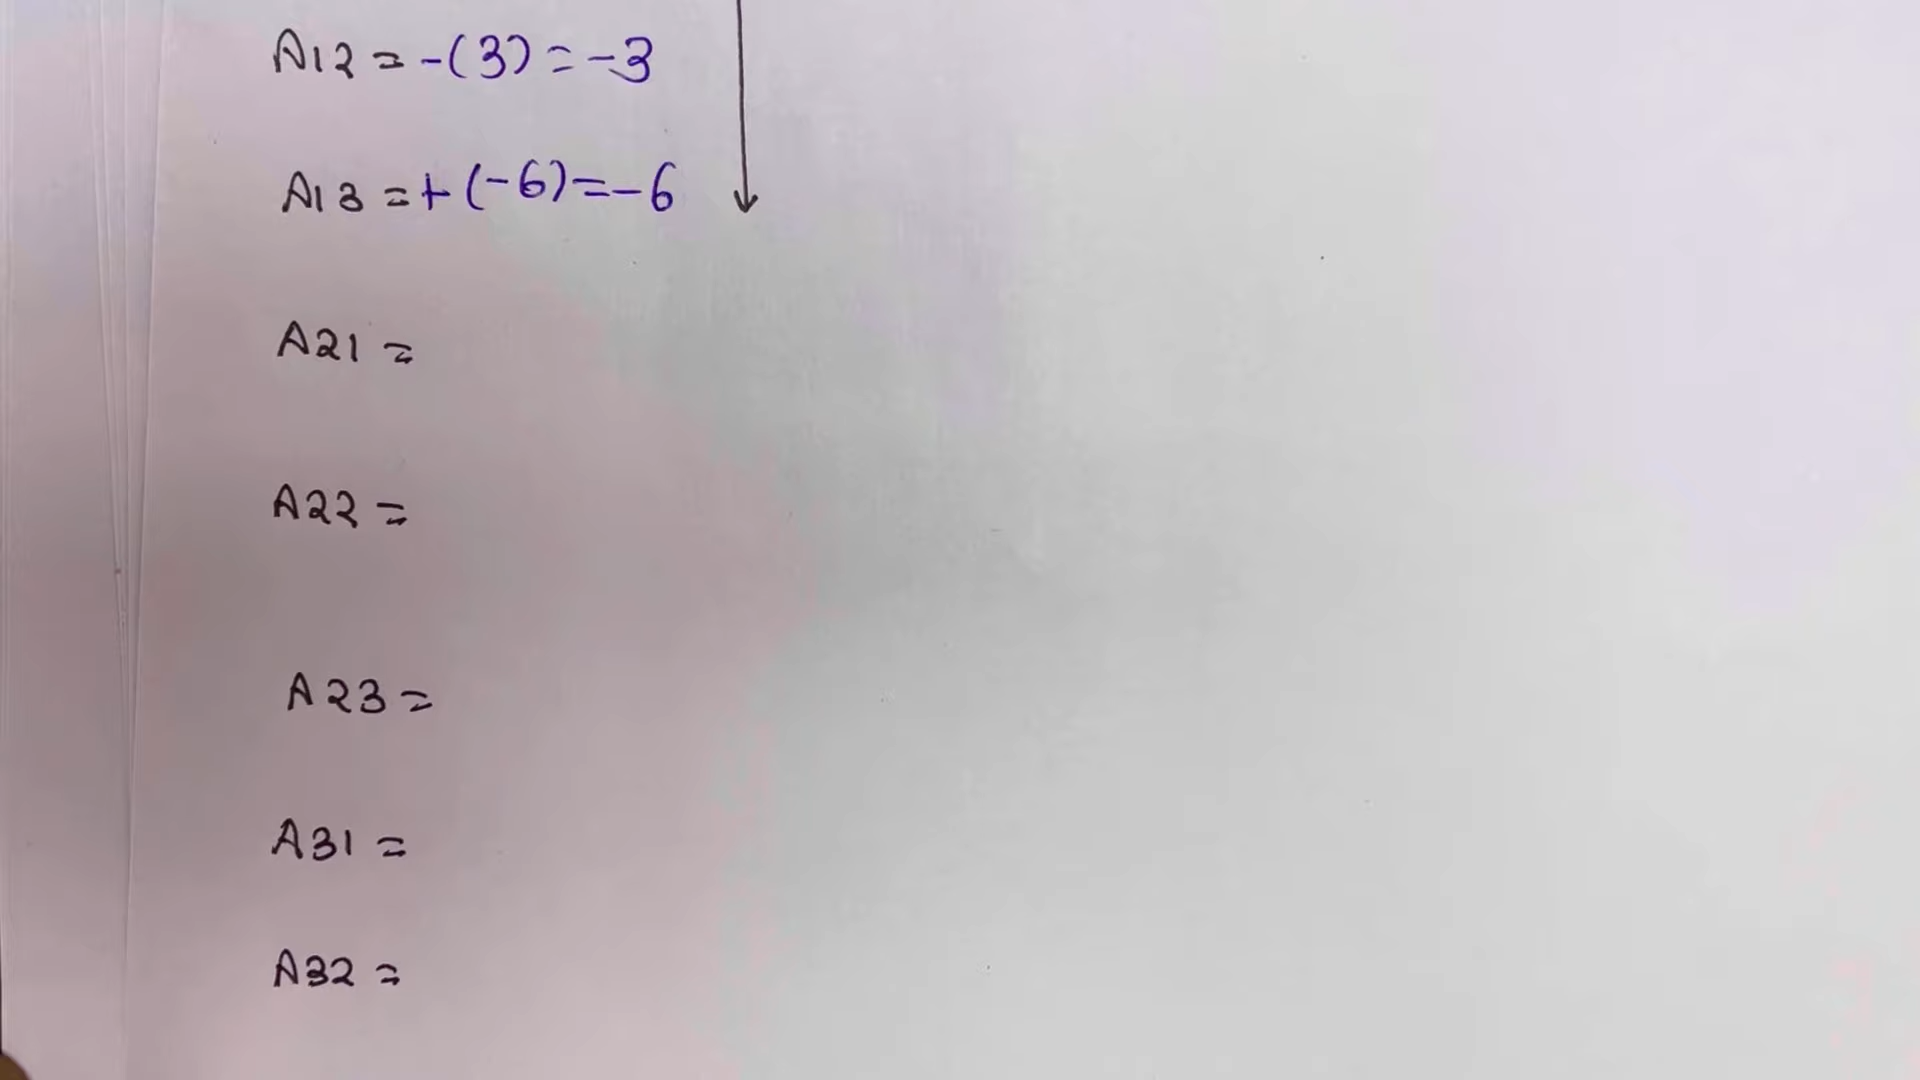 A12 = -(3) = -3
A13 = + (-6) = -6
A21 =
A22 =
A23 =
A31 =
A32 =